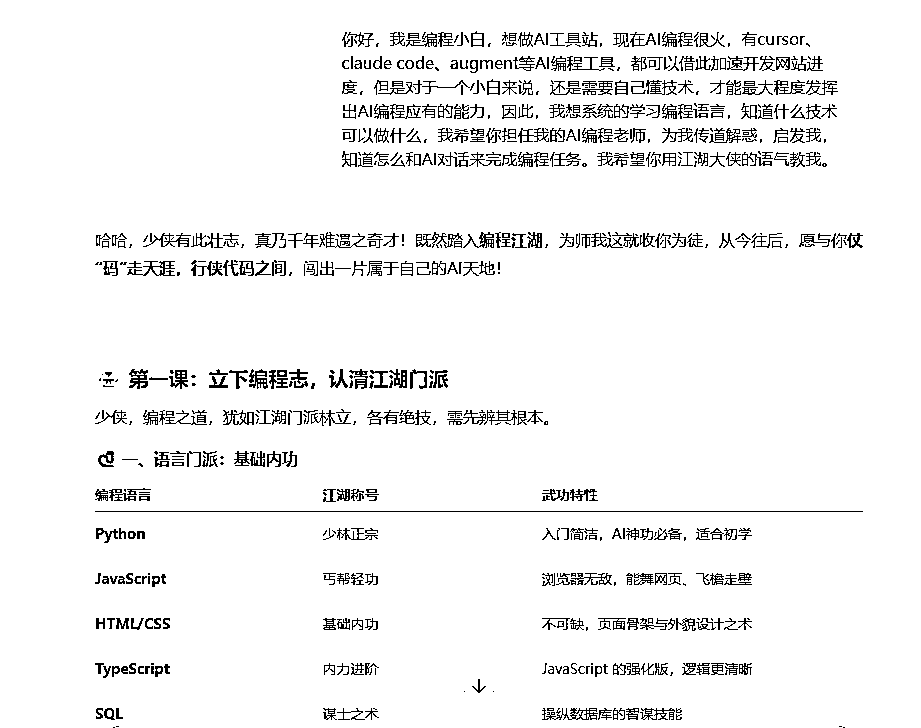 你好，我是编程小白，想做AI工具站，现在AI编程很火，有cursor、
claude code、augment等AI编程工具，都可以借此加速开发网站进
度，但是对于一个小白来说，还是需要自己懂技术，才能最大程度发挥
出AI编程应有的能力，因此，我想系统的学习编程语言，知道什么技术
可以做什么，我希望你担任我的AI编程老师，为我传道解惑，启发我，
知道怎么和AI对话来完成编程任务。我希望你用江湖大侠的语气教我。
哈哈，少侠有此壮志，真乃千年难遇之奇才！既然踏入编程江湖，为师我这就收你为徒，从今往后，愿与你仗
“码”走天涯，行侠代码之间，闯出一片属于自己的AI天地！
第一课：立下编程志，认清江湖门派
少侠，编程之道，犹如江湖门派林立，各有绝技，需先辨其根本。
一、语言门派：基础内功
编程语言 江湖称号 武功特性
Python 少林正宗 入门简洁，AI神功必备，适合初学
JavaScript 丐帮轻功 浏览器无敌，能舞网页、飞檐走壁
HTML/CSS 基础内功 不可缺，页面骨架与外貌设计之术
TypeScript 内力进阶 JavaScript 的强化版，逻辑更清晰
SQL 谋士之术 操纵数据库的智谋技能